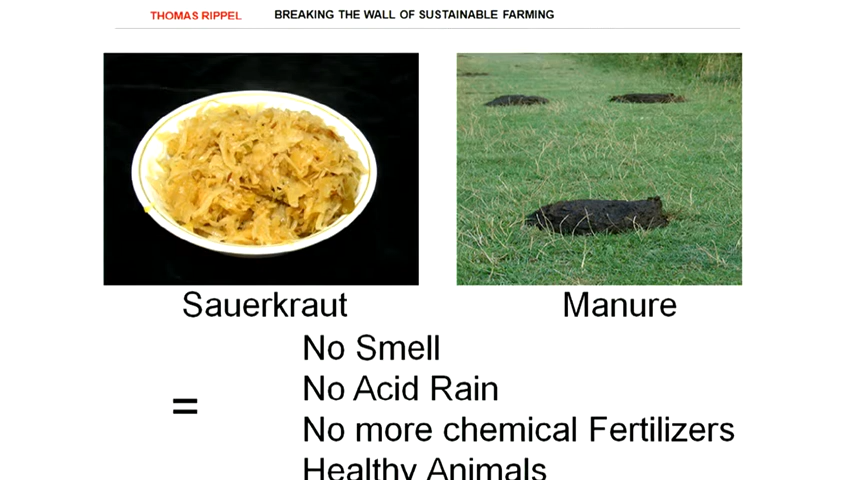 THOMAS RIPPEL BREAKING THE WALL OF SUSTAINABLE FARMING
Sauerkraut Manure
No Smell
=
No Acid Rain
No more chemical Fertilizers
Healthy Animals